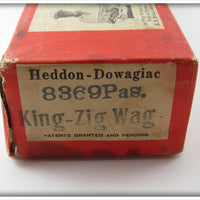 Heddon-Dowagiac
8369Pas.
King-Zig Wag
PATENTS GRANTED AND PENDING